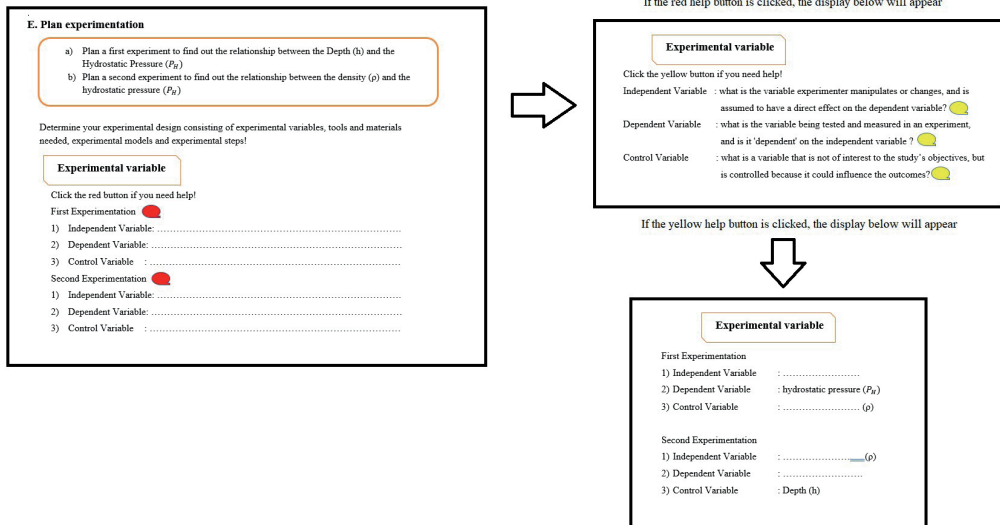 E. Plan experimentation
a) Plan a first experiment to find out the relationship between the Depth (h) and the
Hydrostatic Pressure (P_H)
b) Plan a second experiment to find out the relationship between the density (ρ) and the
hydrostatic pressure (P_H)
Determine your experimental design consisting of experimental variables, tools and materials
needed, experimental models and experimental steps!
Experimental variable
Click the red button if you need help!
First Experimentation
1) Independent Variable: ............................................................
2) Dependent Variable: ............................................................
3) Control Variable : ............................................................
Second Experimentation
1) Independent Variable: ............................................................
2) Dependent Variable: ............................................................
3) Control Variable : ............................................................
If the red help button is clicked, the display below will appear
Experimental variable
Click the yellow button if you need help!
Independent Variable : what is the variable experimenter manipulates or changes, and is
assumed to have a direct effect on the dependent variable?
Dependent Variable : what is the variable being tested and measured in an experiment,
and is it 'dependent' on the independent variable ?
Control Variable : what is a variable that is not of interest to the study's objectives, but
is controlled because it could influence the outcomes?
If the yellow help button is clicked, the display below will appear
Experimental variable
First Experimentation
1) Independent Variable : ........................
2) Dependent Variable : hydrostatic pressure (P_H)
3) Control Variable : ........................ (ρ)
Second Experimentation
1) Independent Variable : ........................(ρ)
2) Dependent Variable : ........................
3) Control Variable : Depth (h)